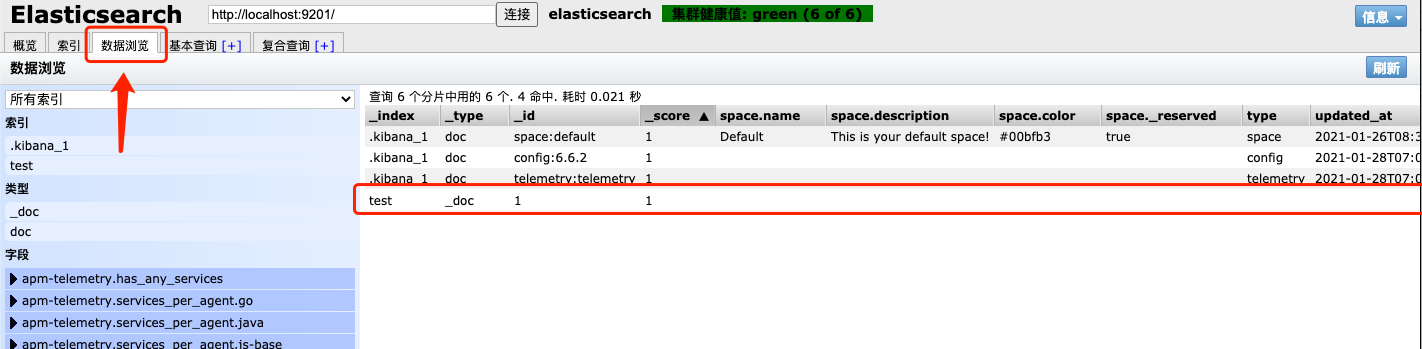 Elasticsearch http://localhost:9201/ 连接 elasticsearch 集群健康值: green (6 of 6) 信息
概览 索引 数据浏览 基本查询 [+] 复合查询 [+]
数据浏览 刷新
所有索引
索引
.kibana_1
test
类型
_doc
doc
字段
apm-telemetry.has_any_services
apm-telemetry.services_per_agent.go
apm-telemetry.services_per_agent.java
apm-telemetry.services_per_agent.js-base
查询 6 个分片中用的 6 个. 4 命中. 耗时 0.021 秒
_index _type _id _score ▲ space.name space.description space.color space._reserved type updated_at
.kibana_1 doc space:default 1 Default This is your default space! #00bfb3 true space 2021-01-26T08:3
.kibana_1 doc config:6.6.2 1 config 2021-01-28T07:0
.kibana_1 doc telemetry:telemetry 1 telemetry 2021-01-28T07:0
test _doc 1 1